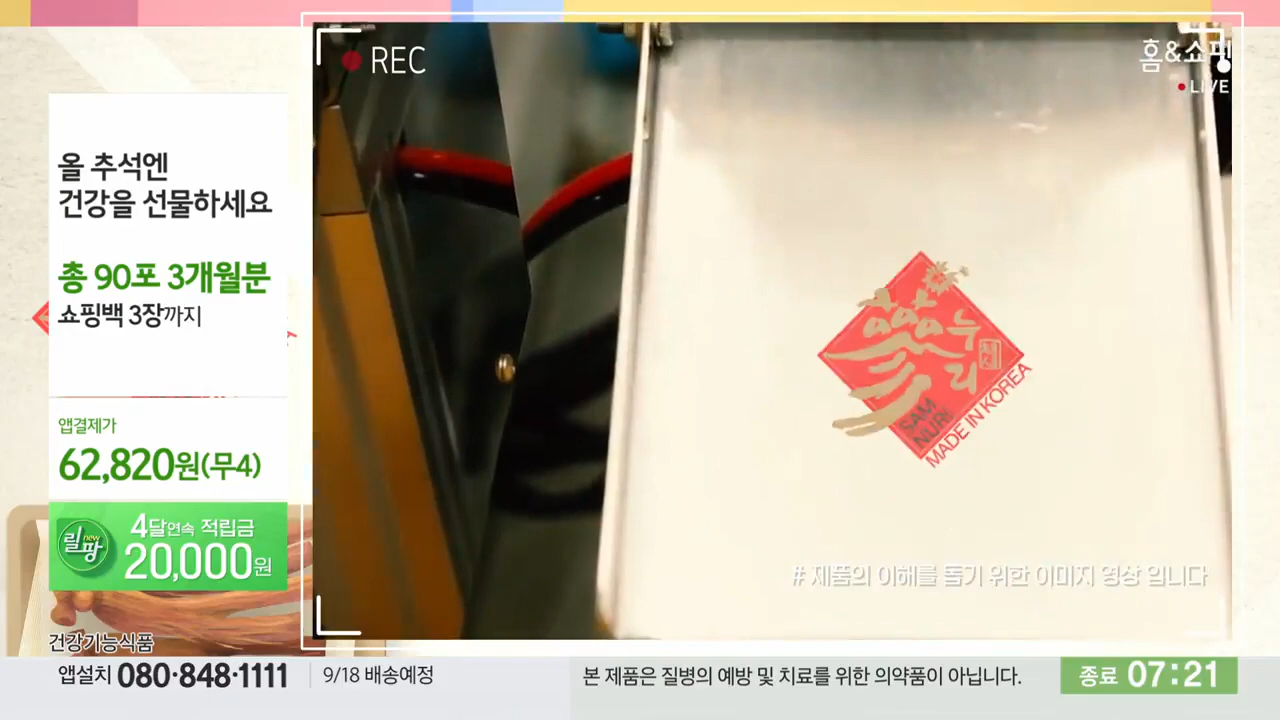 REC
홈&쇼핑
LIVE
올 추석엔
건강을 선물하세요
총 90포 3개월분
쇼핑백 3장까지
앱결제가
62,820원(무4)
릴팡 new
4달연속 적립금
20,000원
삼누리
SAM
NURI
MADE IN KOREA
# 제품의 이해를 돕기 위한 이미지 영상 입니다
건강기능식품
앱설치 080·848·1111
9/18 배송예정
본 제품은 질병의 예방 및 치료를 위한 의약품이 아닙니다.
종료 07:21